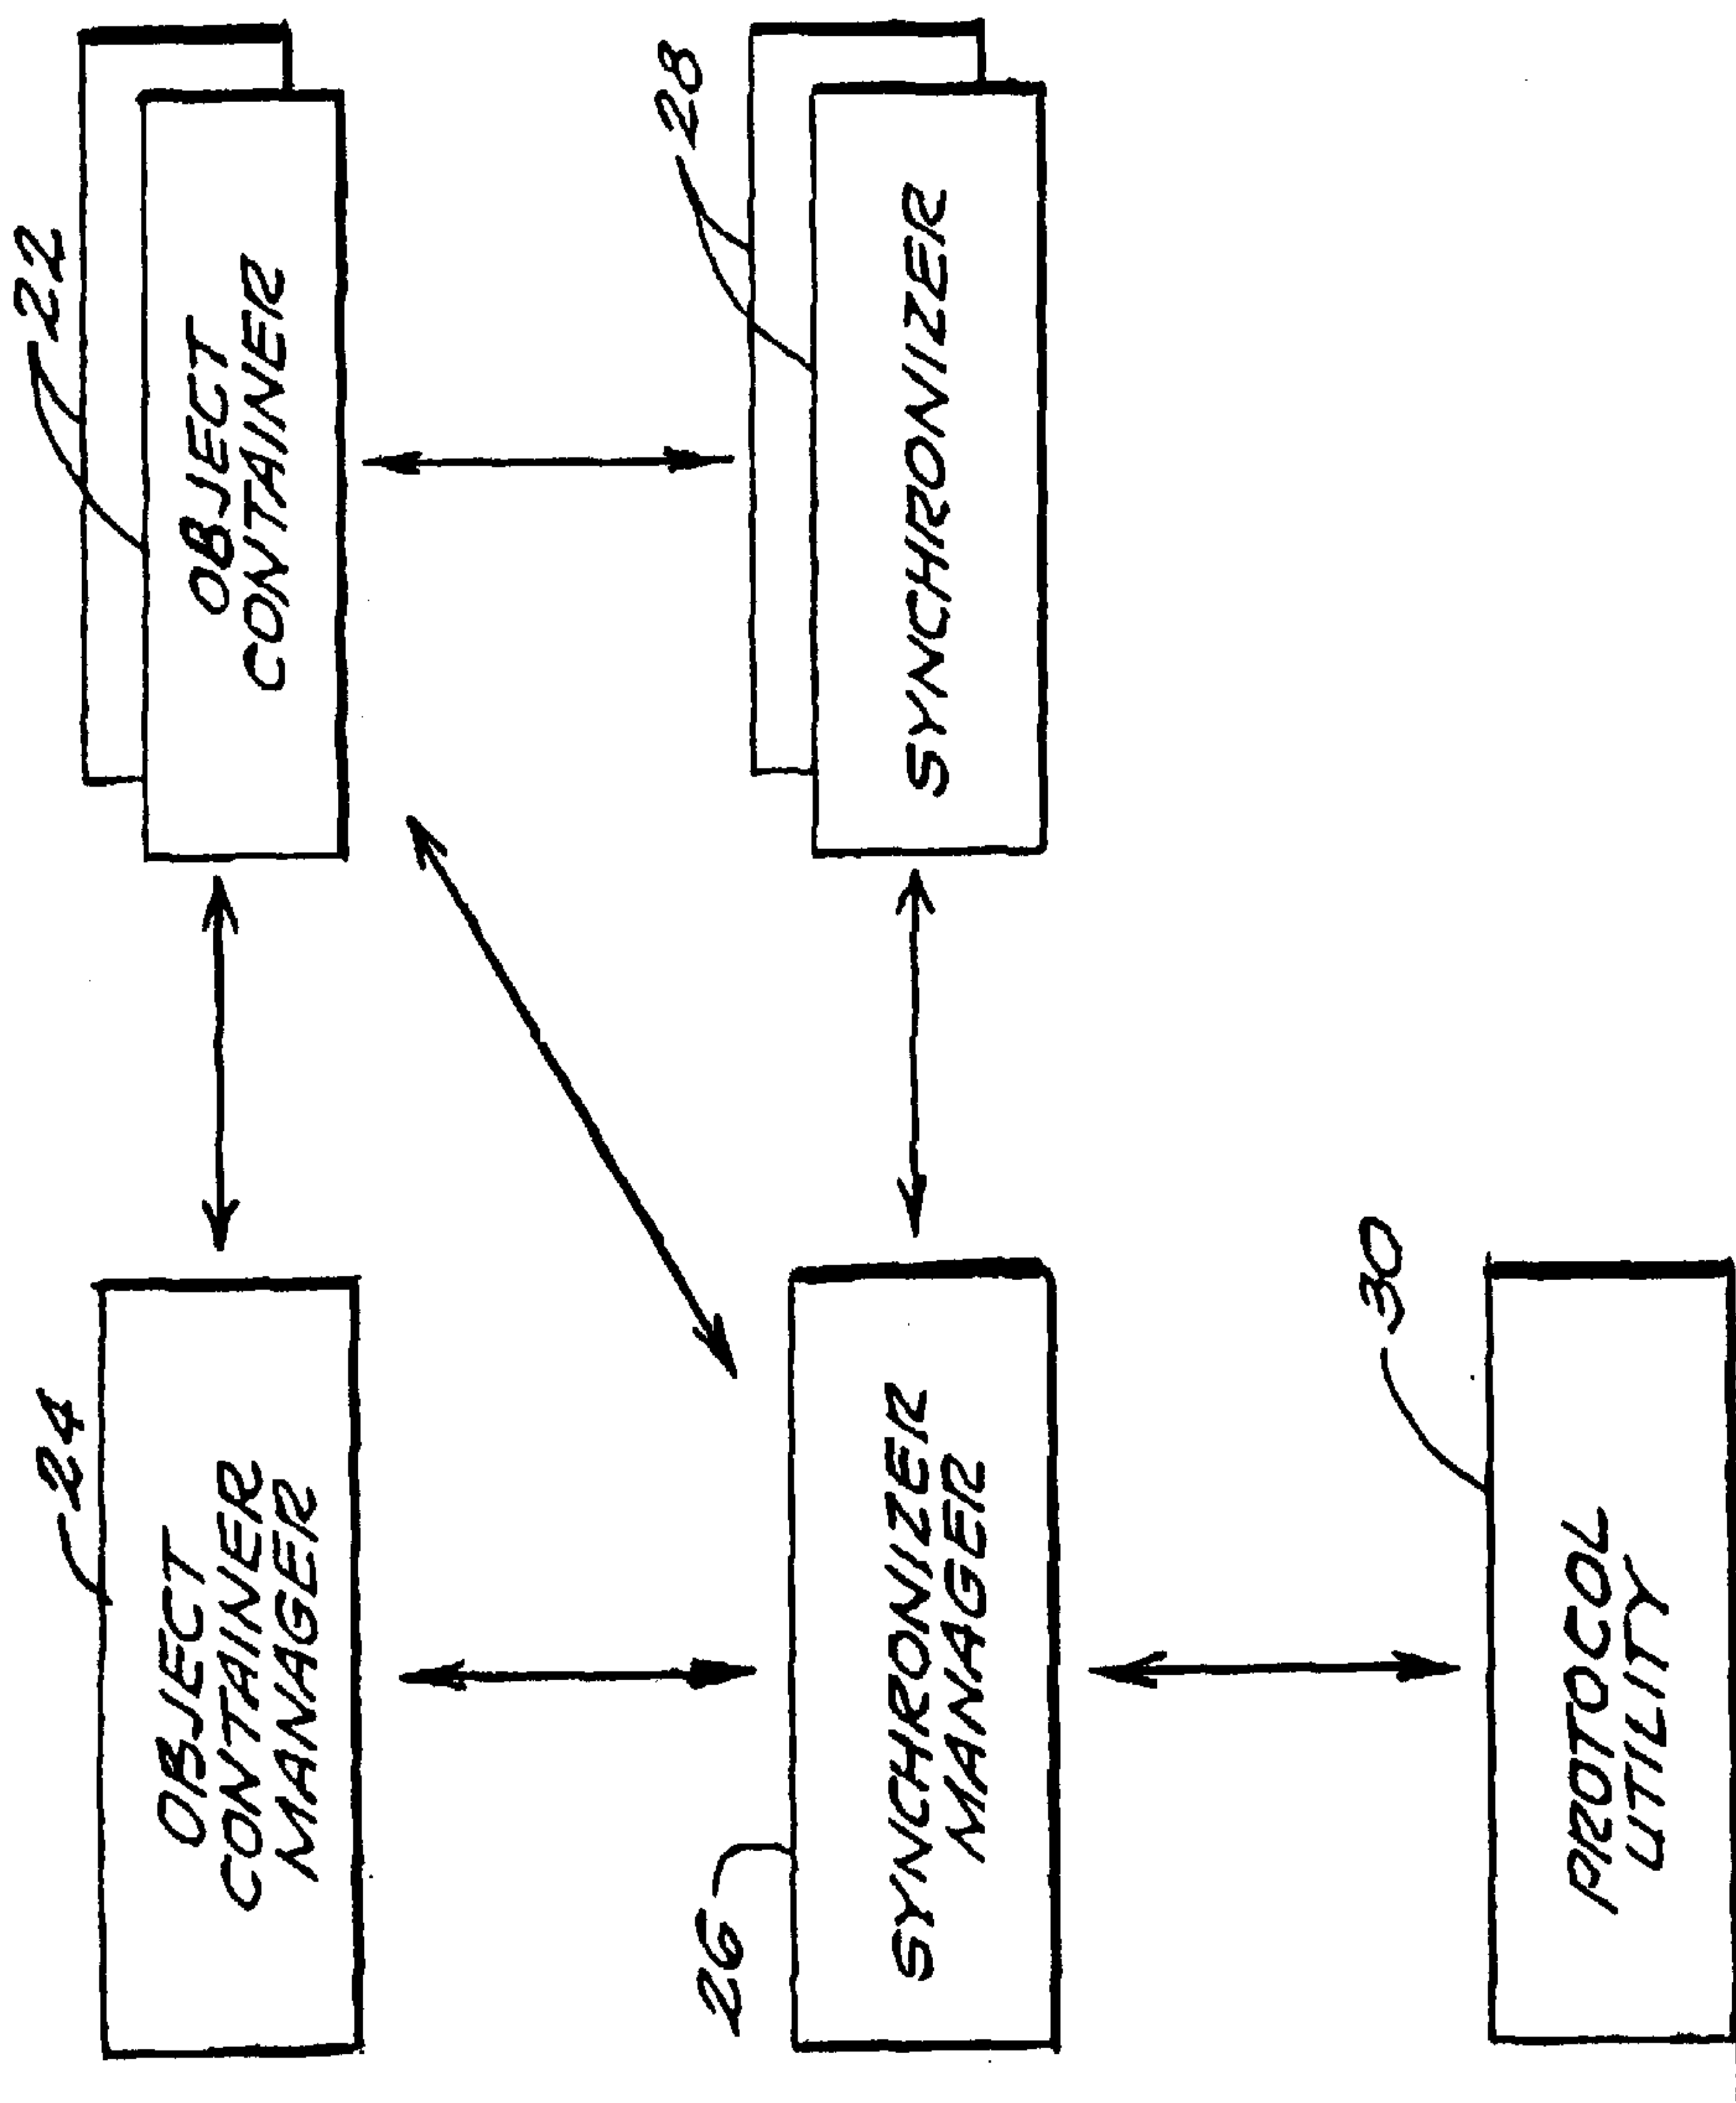 24
OBJECT
CONTAINER
MANAGER
22
OBJECT
CONTAINER
26
SYNCHRONIZER
MANAGER
28
SYNCHRONIZER
30
PROTOCOL
UTILITY